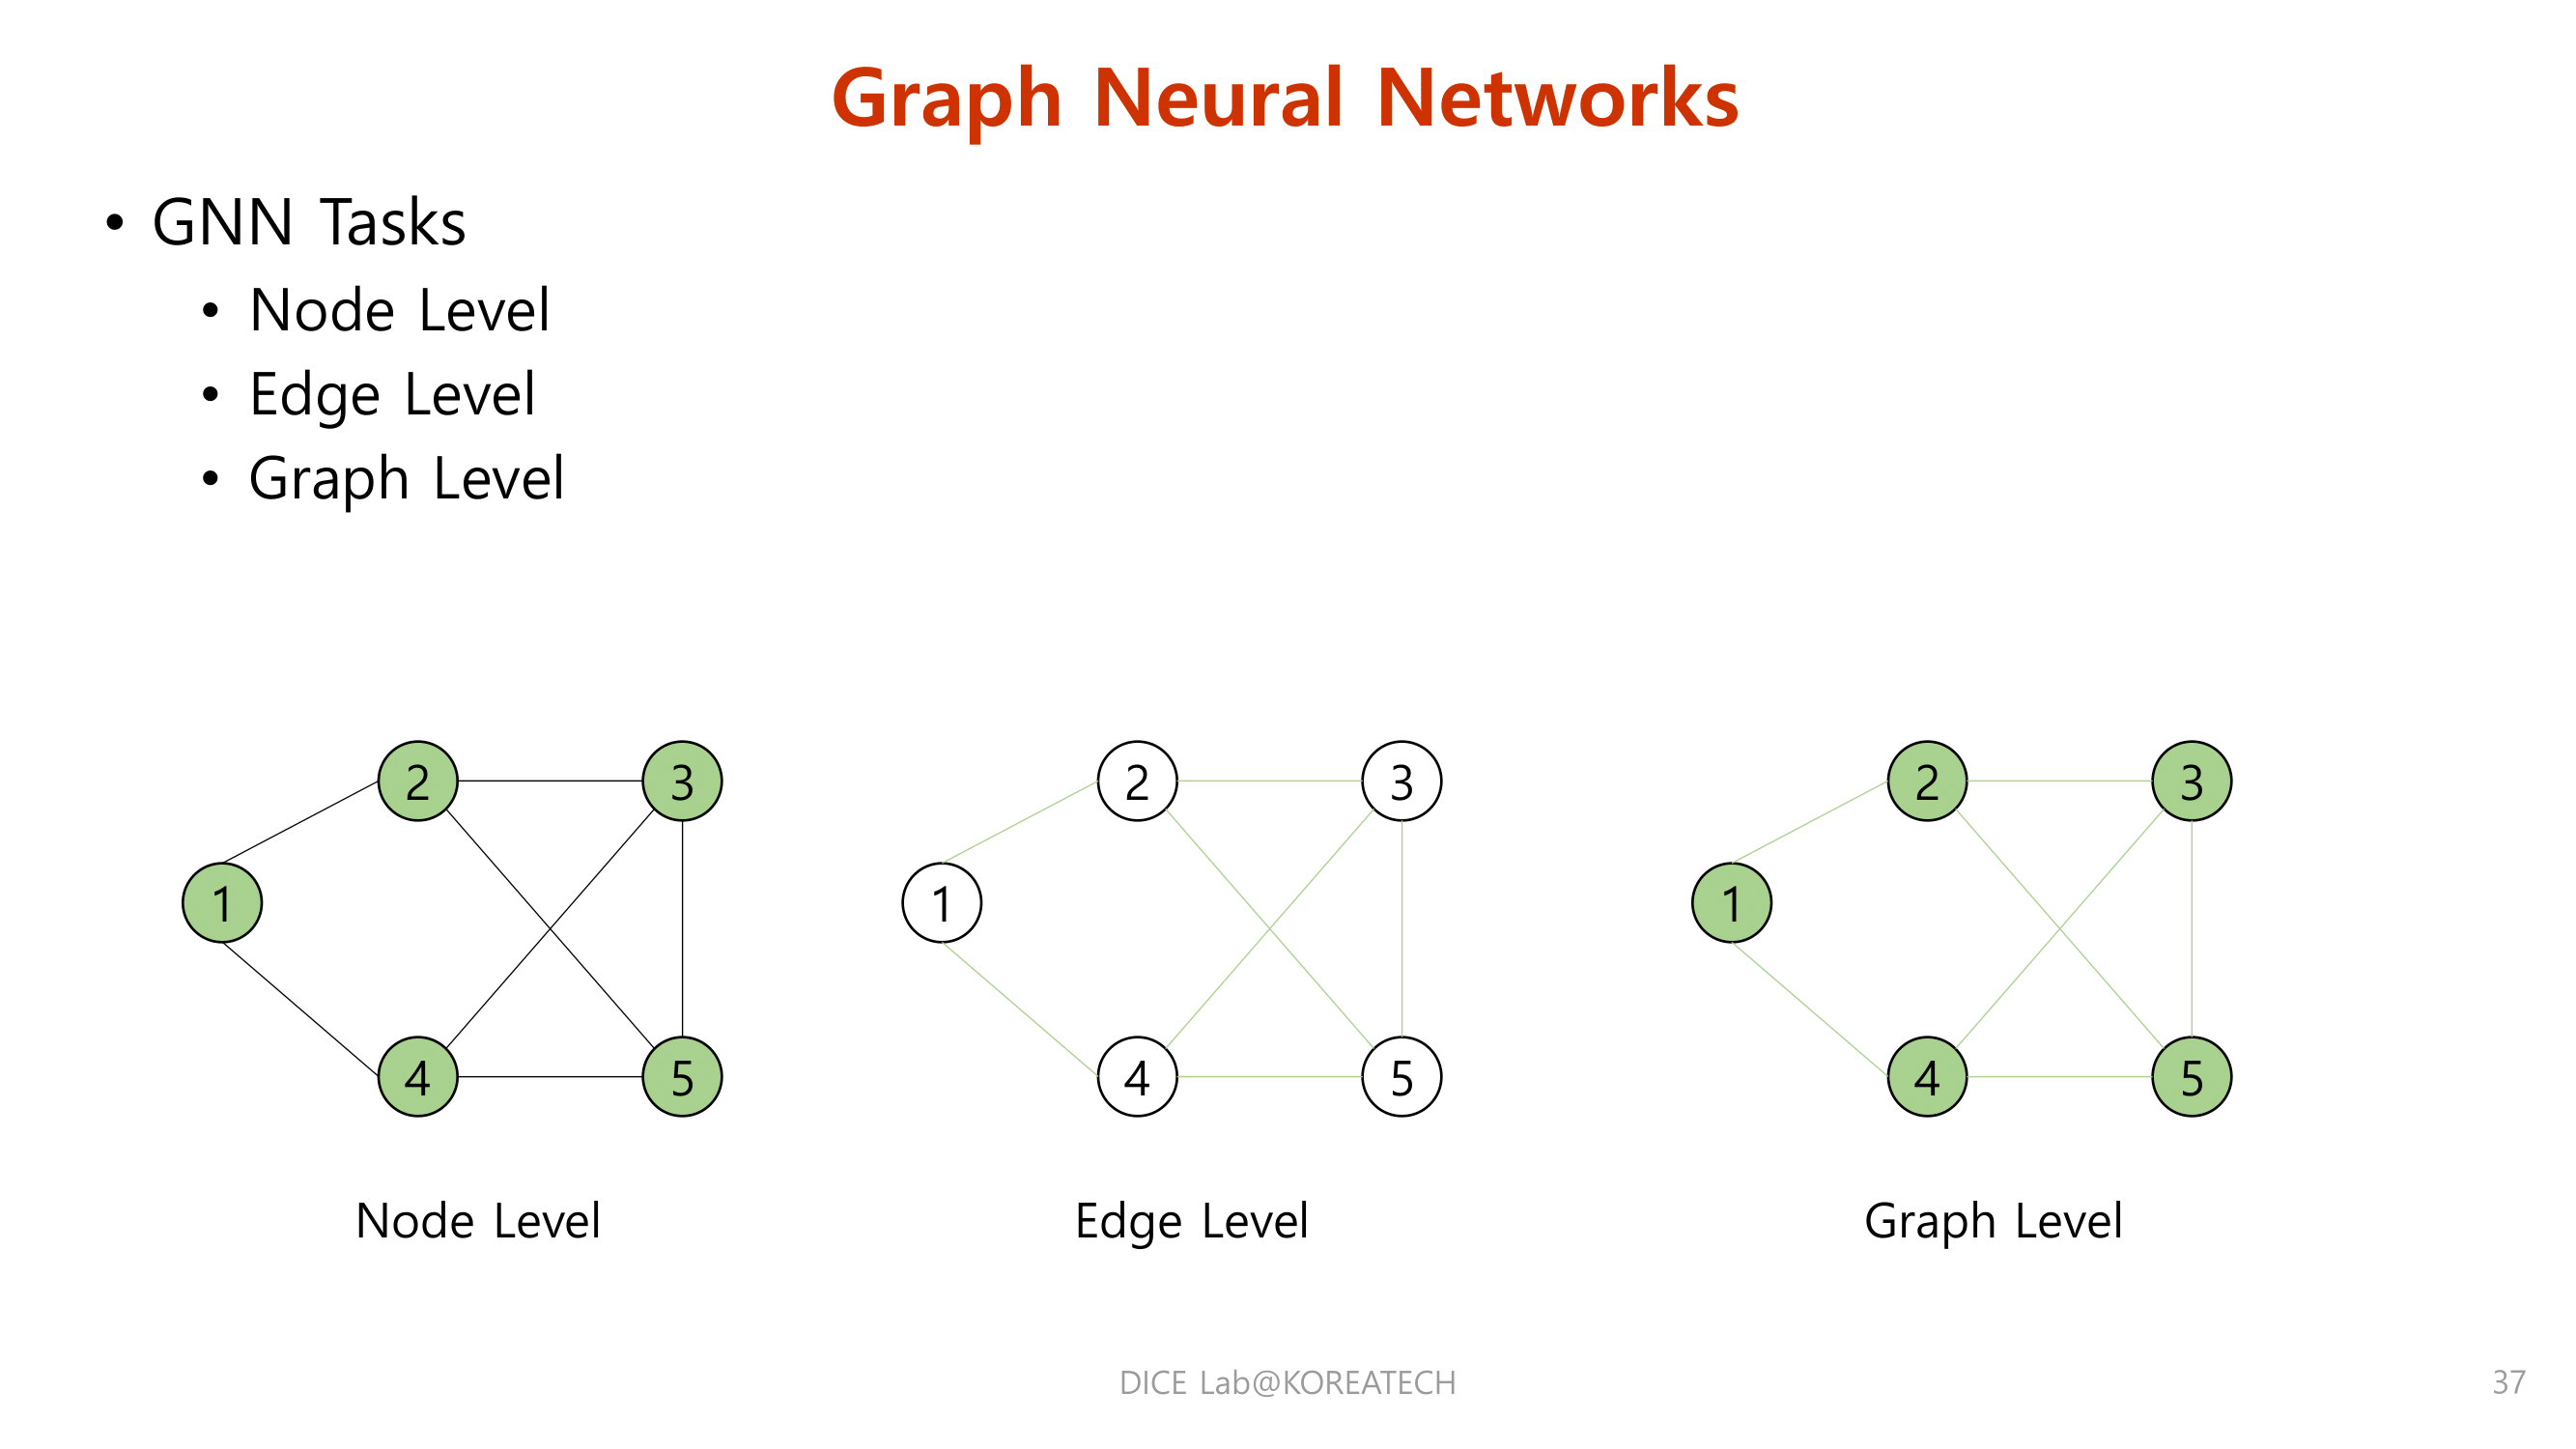 Graph Neural Networks
• GNN Tasks
• Node Level
• Edge Level
• Graph Level
2 3
1
4 5
Node Level
2 3
1
4 5
Edge Level
2 3
1
4 5
Graph Level
DICE Lab@KOREATECH
37